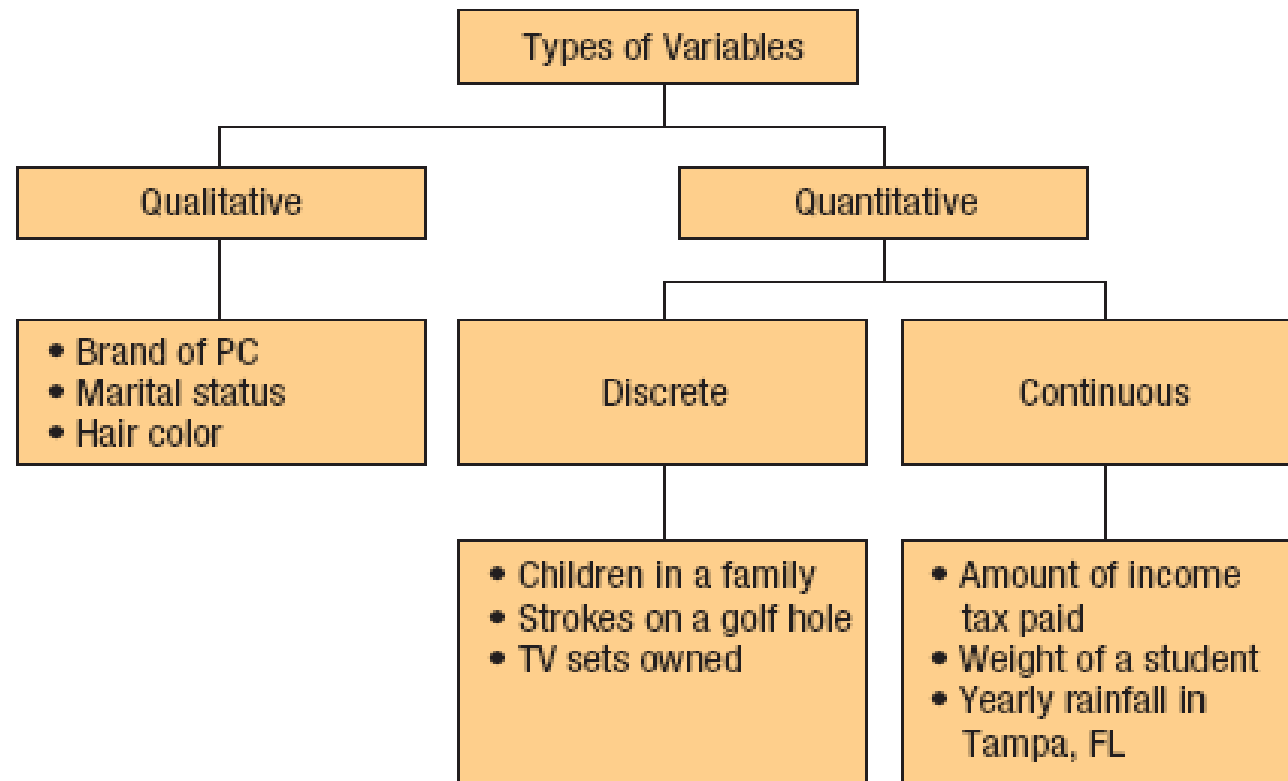 Types of Variables
Qualitative
Quantitative
• Brand of PC
• Marital status
• Hair color
Discrete
Continuous
• Children in a family
• Strokes on a golf hole
• TV sets owned
• Amount of income
tax paid
• Weight of a student
• Yearly rainfall in
Tampa, FL